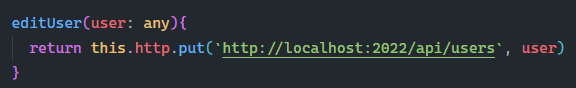 editUser(user: any){
return this.http.put(`http://localhost:2022/api/users`, user)
}